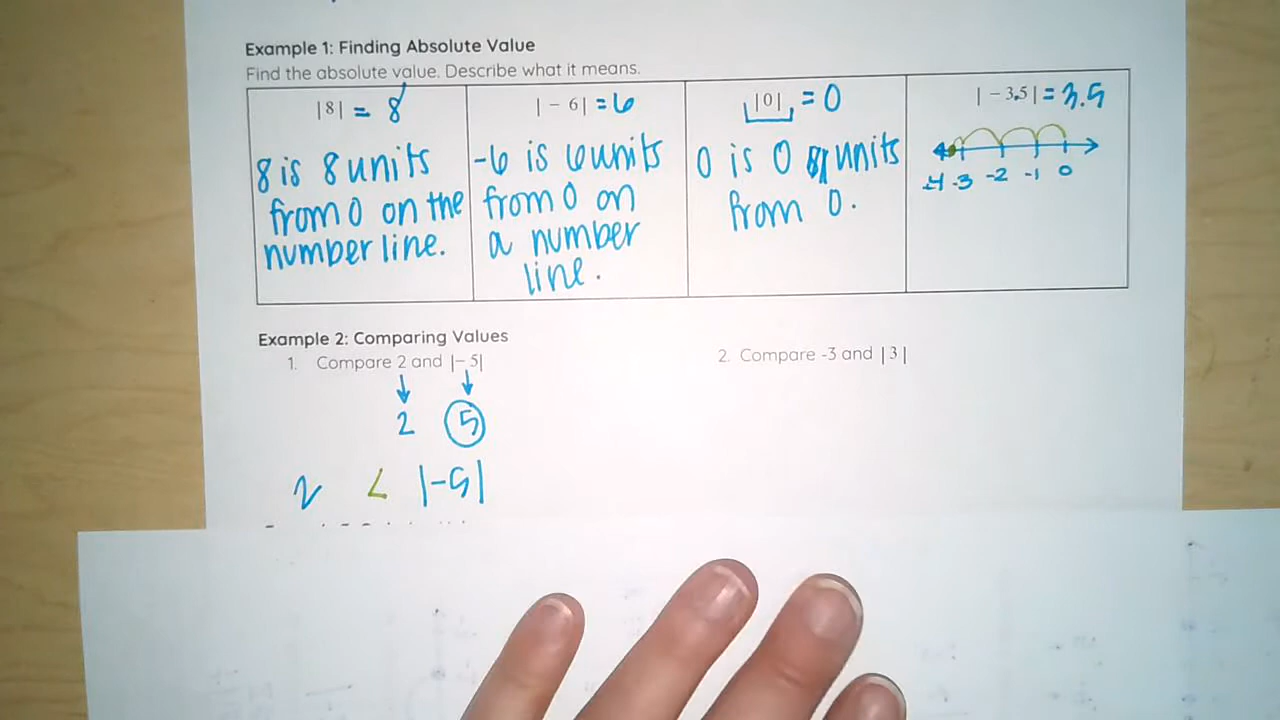 Example 1: Finding Absolute Value
Find the absolute value. Describe what it means.
|8| = 8
8 is 8 units
from 0 on the
number line.
|- 6| = 6
-6 is 6 units
from 0 on
a number
line.
|0| = 0
0 is 0 units
from 0.
|- 3.5| = 3.5
-4 -3 -2 -1 0
Example 2: Comparing Values
1. Compare 2 and |- 5|
2 5
2 < |-5|
2. Compare -3 and |3|